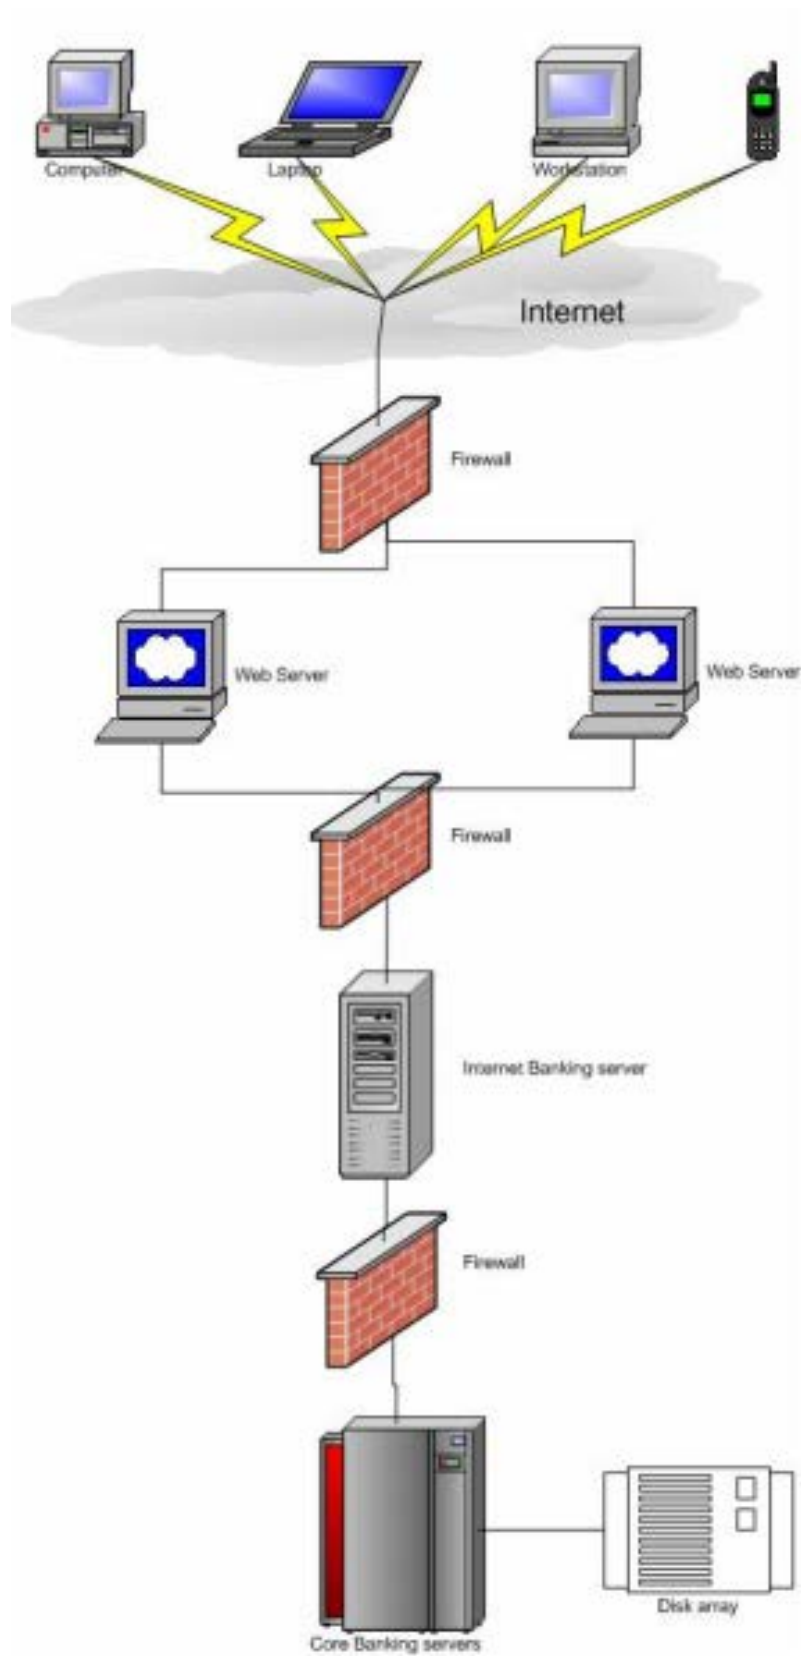 Computer
Laptop
Workstation
Internet
Firewall
Web Server
Web Server
Firewall
Internet Banking server
Firewall
Disk array
Core Banking servers